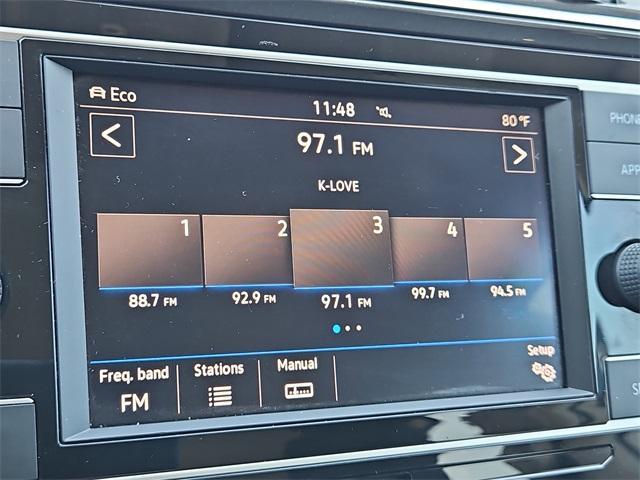 Eco 11:48 80°F
PHONE
97.1 FM
APP
K-LOVE
1 2 3 4 5
88.7 FM 92.9 FM 97.1 FM 99.7 FM 94.5 FM
Freq. band Stations Manual Setup
FM